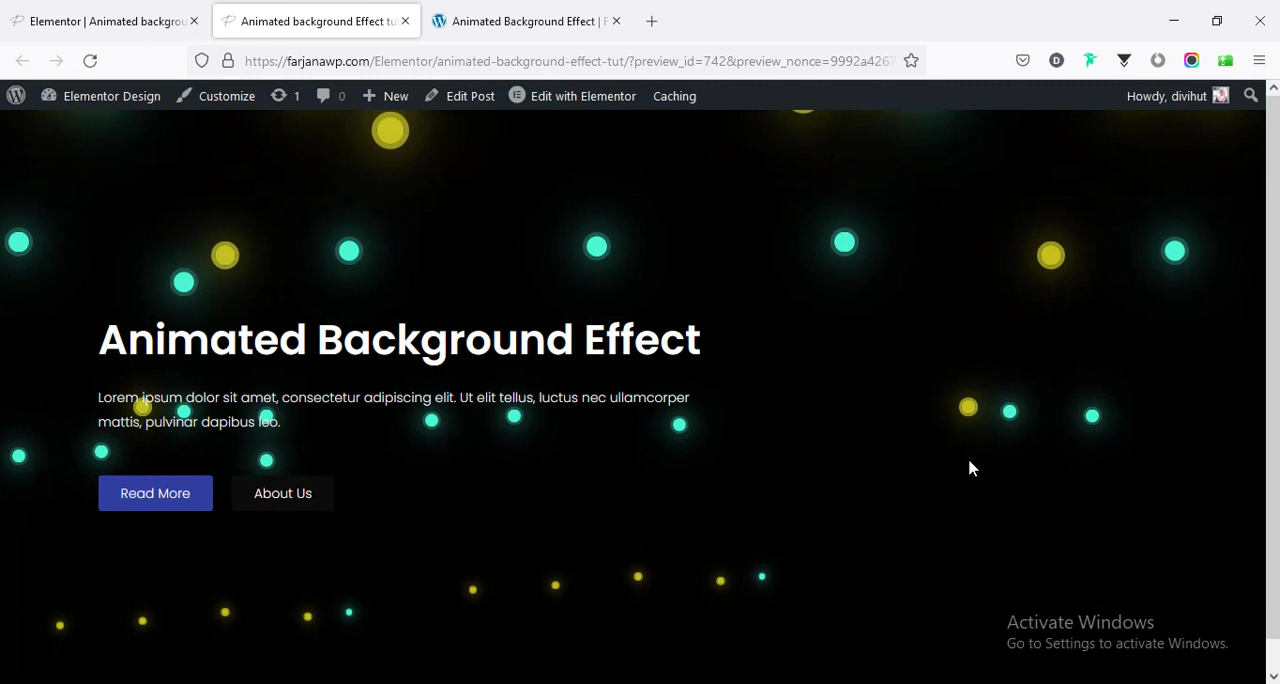 Elementor | Animated backgrou
Animated background Effect tu
Animated Background Effect | F
https://farjanawp.com/Elementor/animated-background-effect-tut/?preview_id=742&preview_nonce=9992a4267
Elementor Design
Customize
1
0
New
Edit Post
Edit with Elementor
Caching
Howdy, divihut
Animated Background Effect
Lorem ipsum dolor sit amet, consectetur adipiscing elit. Ut elit tellus, luctus nec ullamcorper
mattis, pulvinar dapibus leo.
Read More
About Us
Activate Windows
Go to Settings to activate Windows.